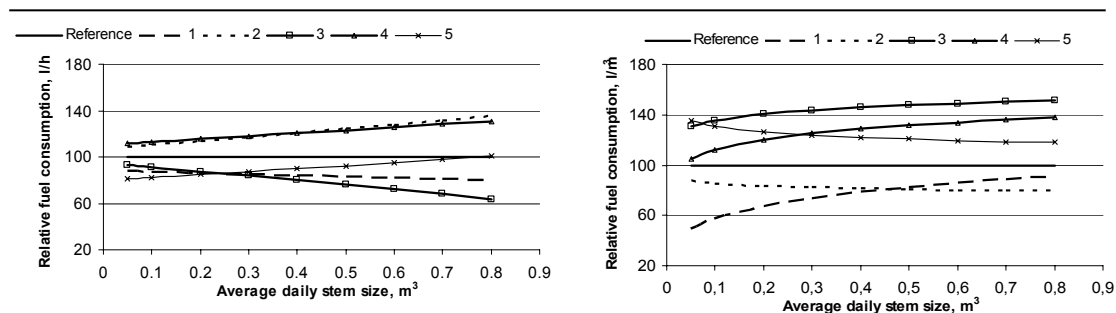 Reference 1 2 3 4 5
Relative fuel consumption, l/h
180
140
100
60
20
0 0.1 0.2 0.3 0.4 0.5 0.6 0.7 0.8 0.9
Average daily stem size, m³
Reference 1 2 3 4 5
Relative fuel consumption, l/m³
180
140
100
60
20
0 0,1 0,2 0,3 0,4 0,5 0,6 0,7 0,8 0,9
Average daily stem size, m³